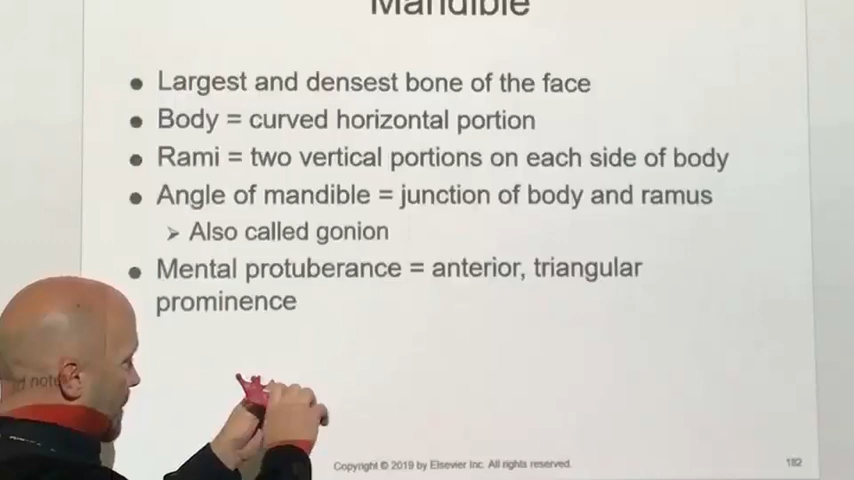 Mandible
• Largest and densest bone of the face
• Body = curved horizontal portion
• Rami = two vertical portions on each side of body
• Angle of mandible = junction of body and ramus
➢ Also called gonion
• Mental protuberance = anterior, triangular
prominence
d notes
Copyright © 2019 by Elsevier Inc. All rights reserved.
182